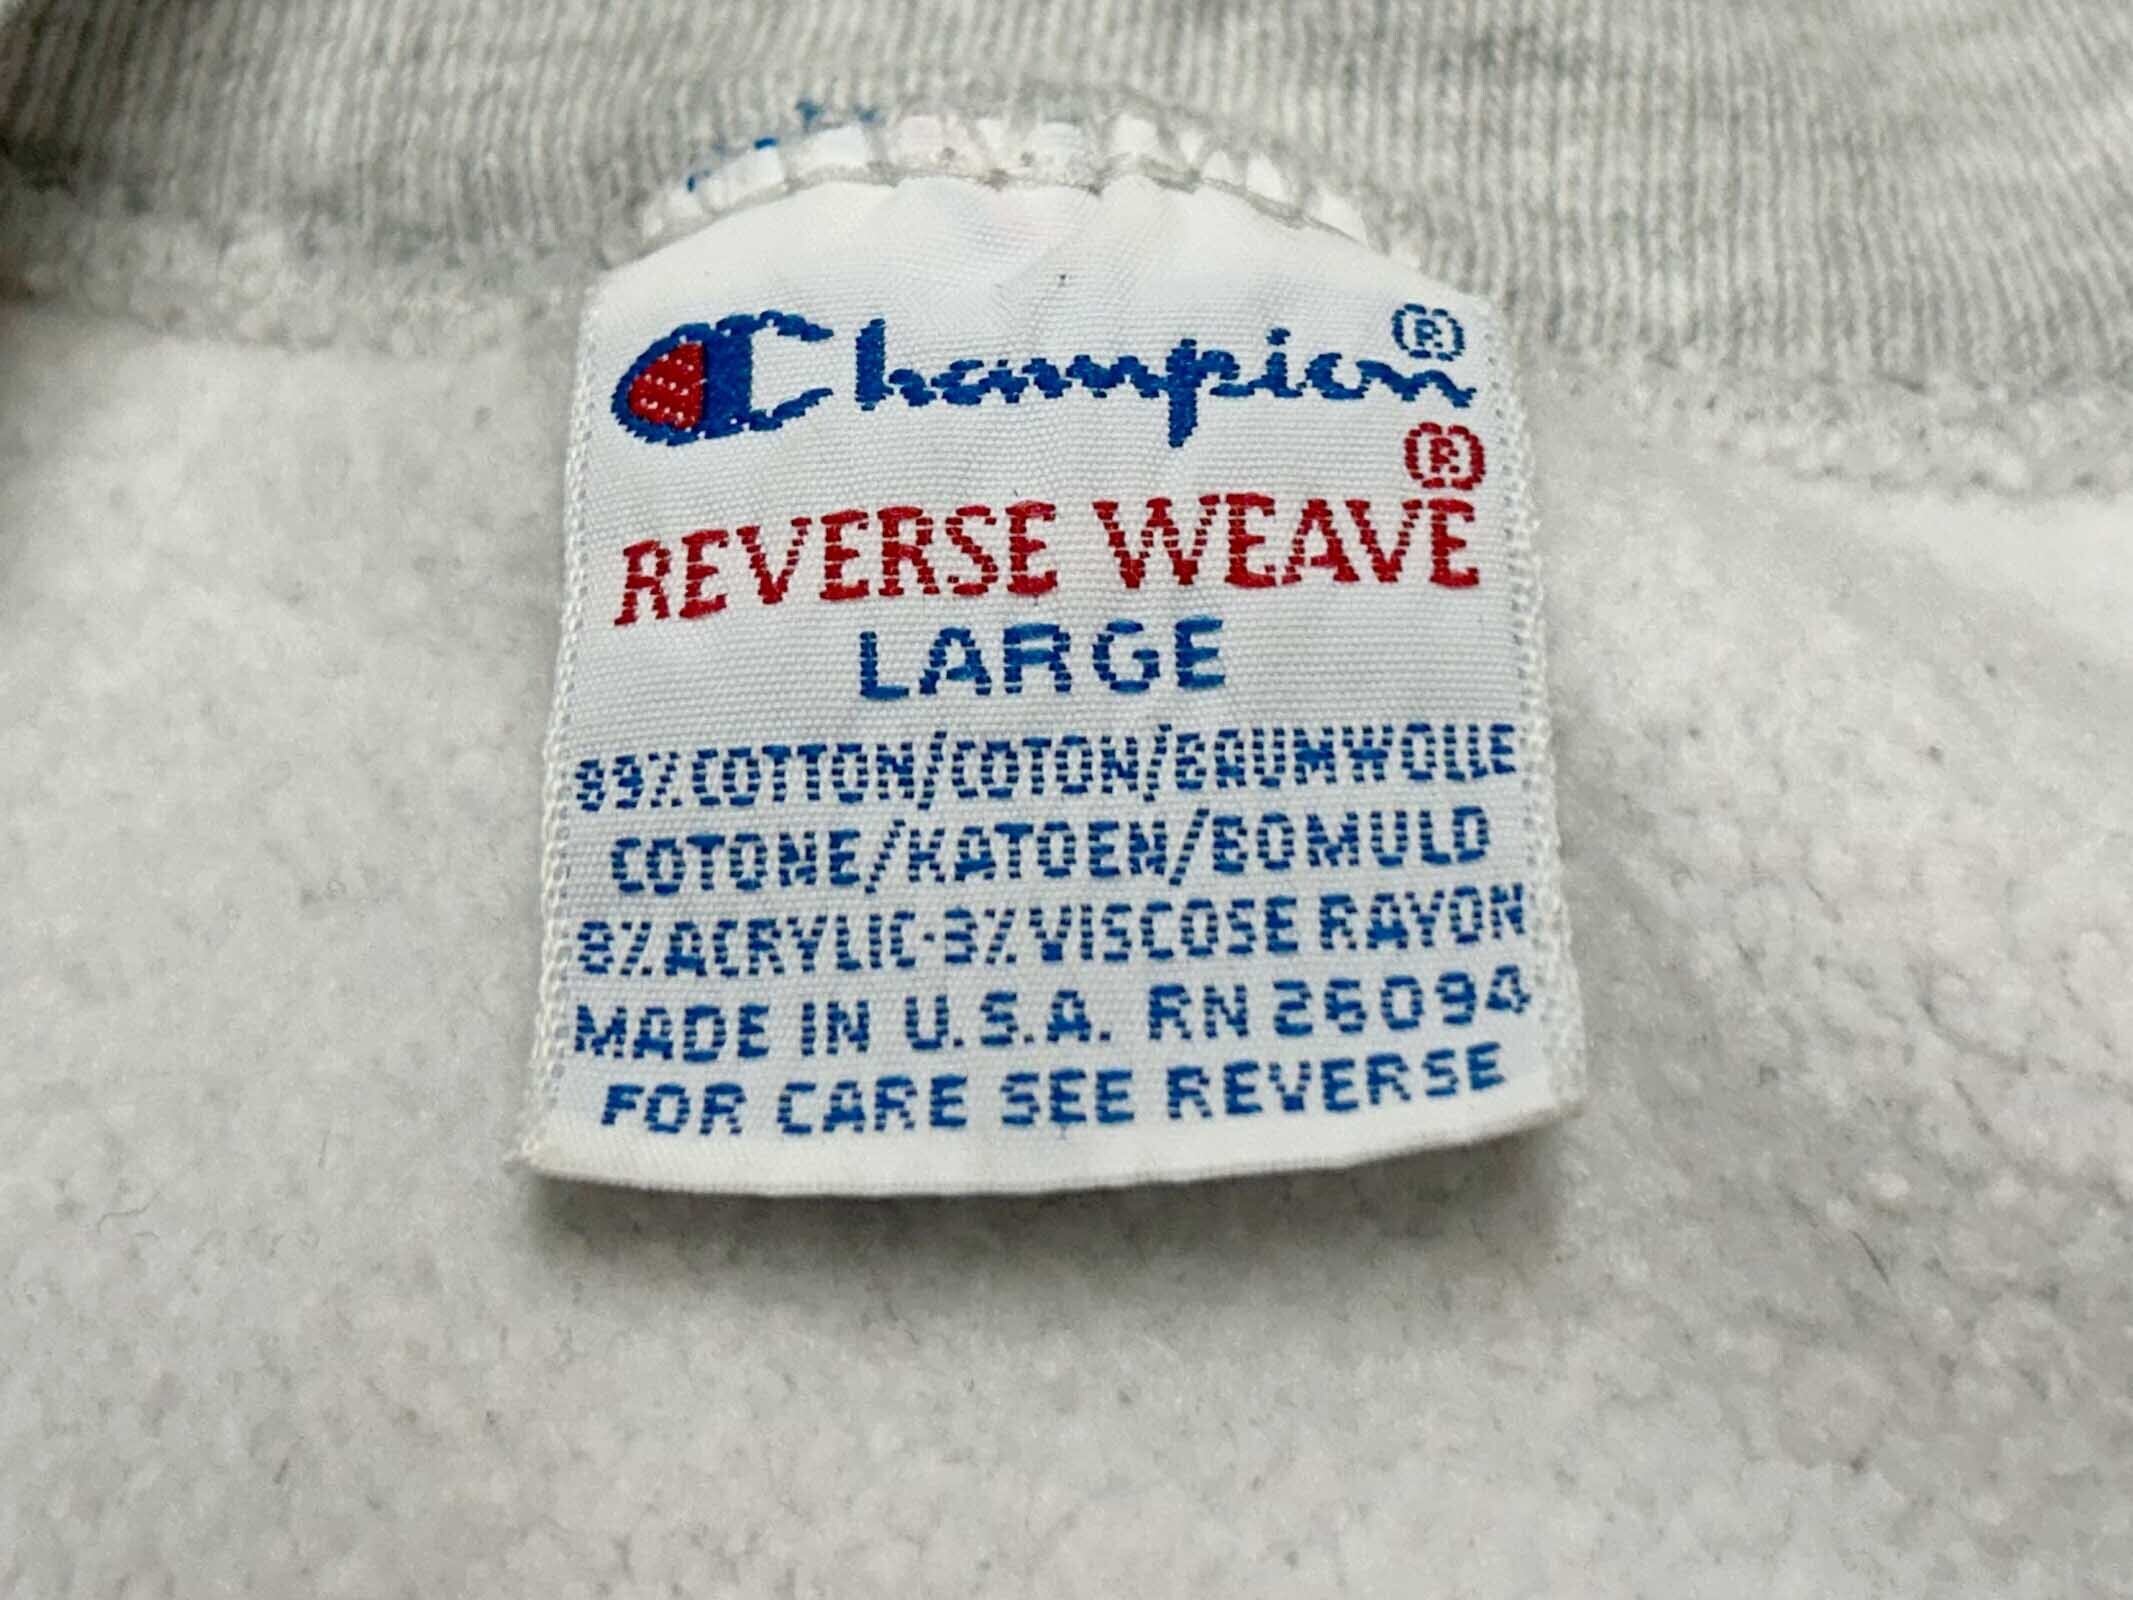 Champion®
REVERSE WEAVE®
LARGE
89% COTTON/COTON/BAUMWOLLE
COTONE/KATOEN/BOMULD
8% ACRYLIC-3% VISCOSE RAYON
MADE IN U.S.A. RN 26094
FOR CARE SEE REVERSE